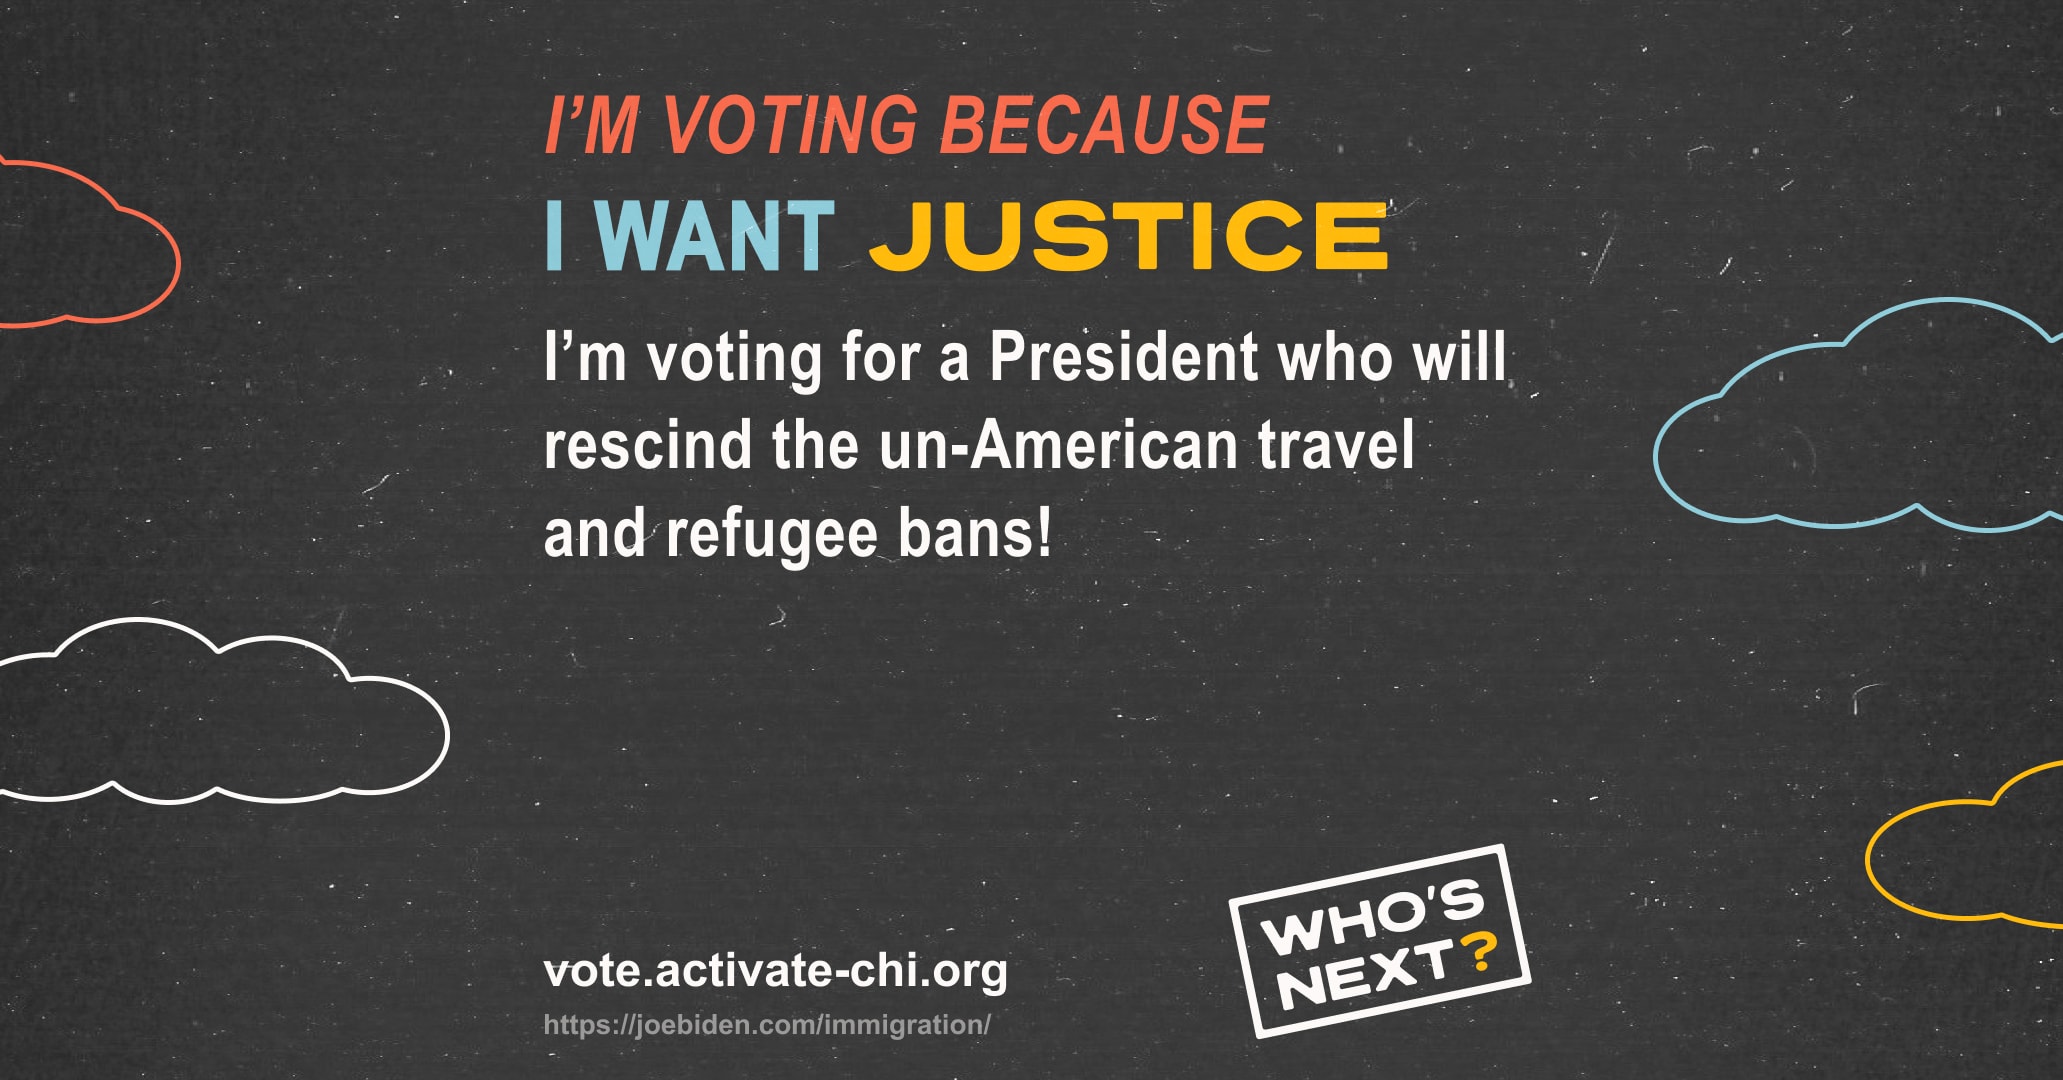 I’M VOTING BECAUSE
I WANT JUSTICE
I’m voting for a President who will
rescind the un-American travel
and refugee bans!
WHO'S
NEXT?
vote.activate-chi.org
https://joebiden.com/immigration/